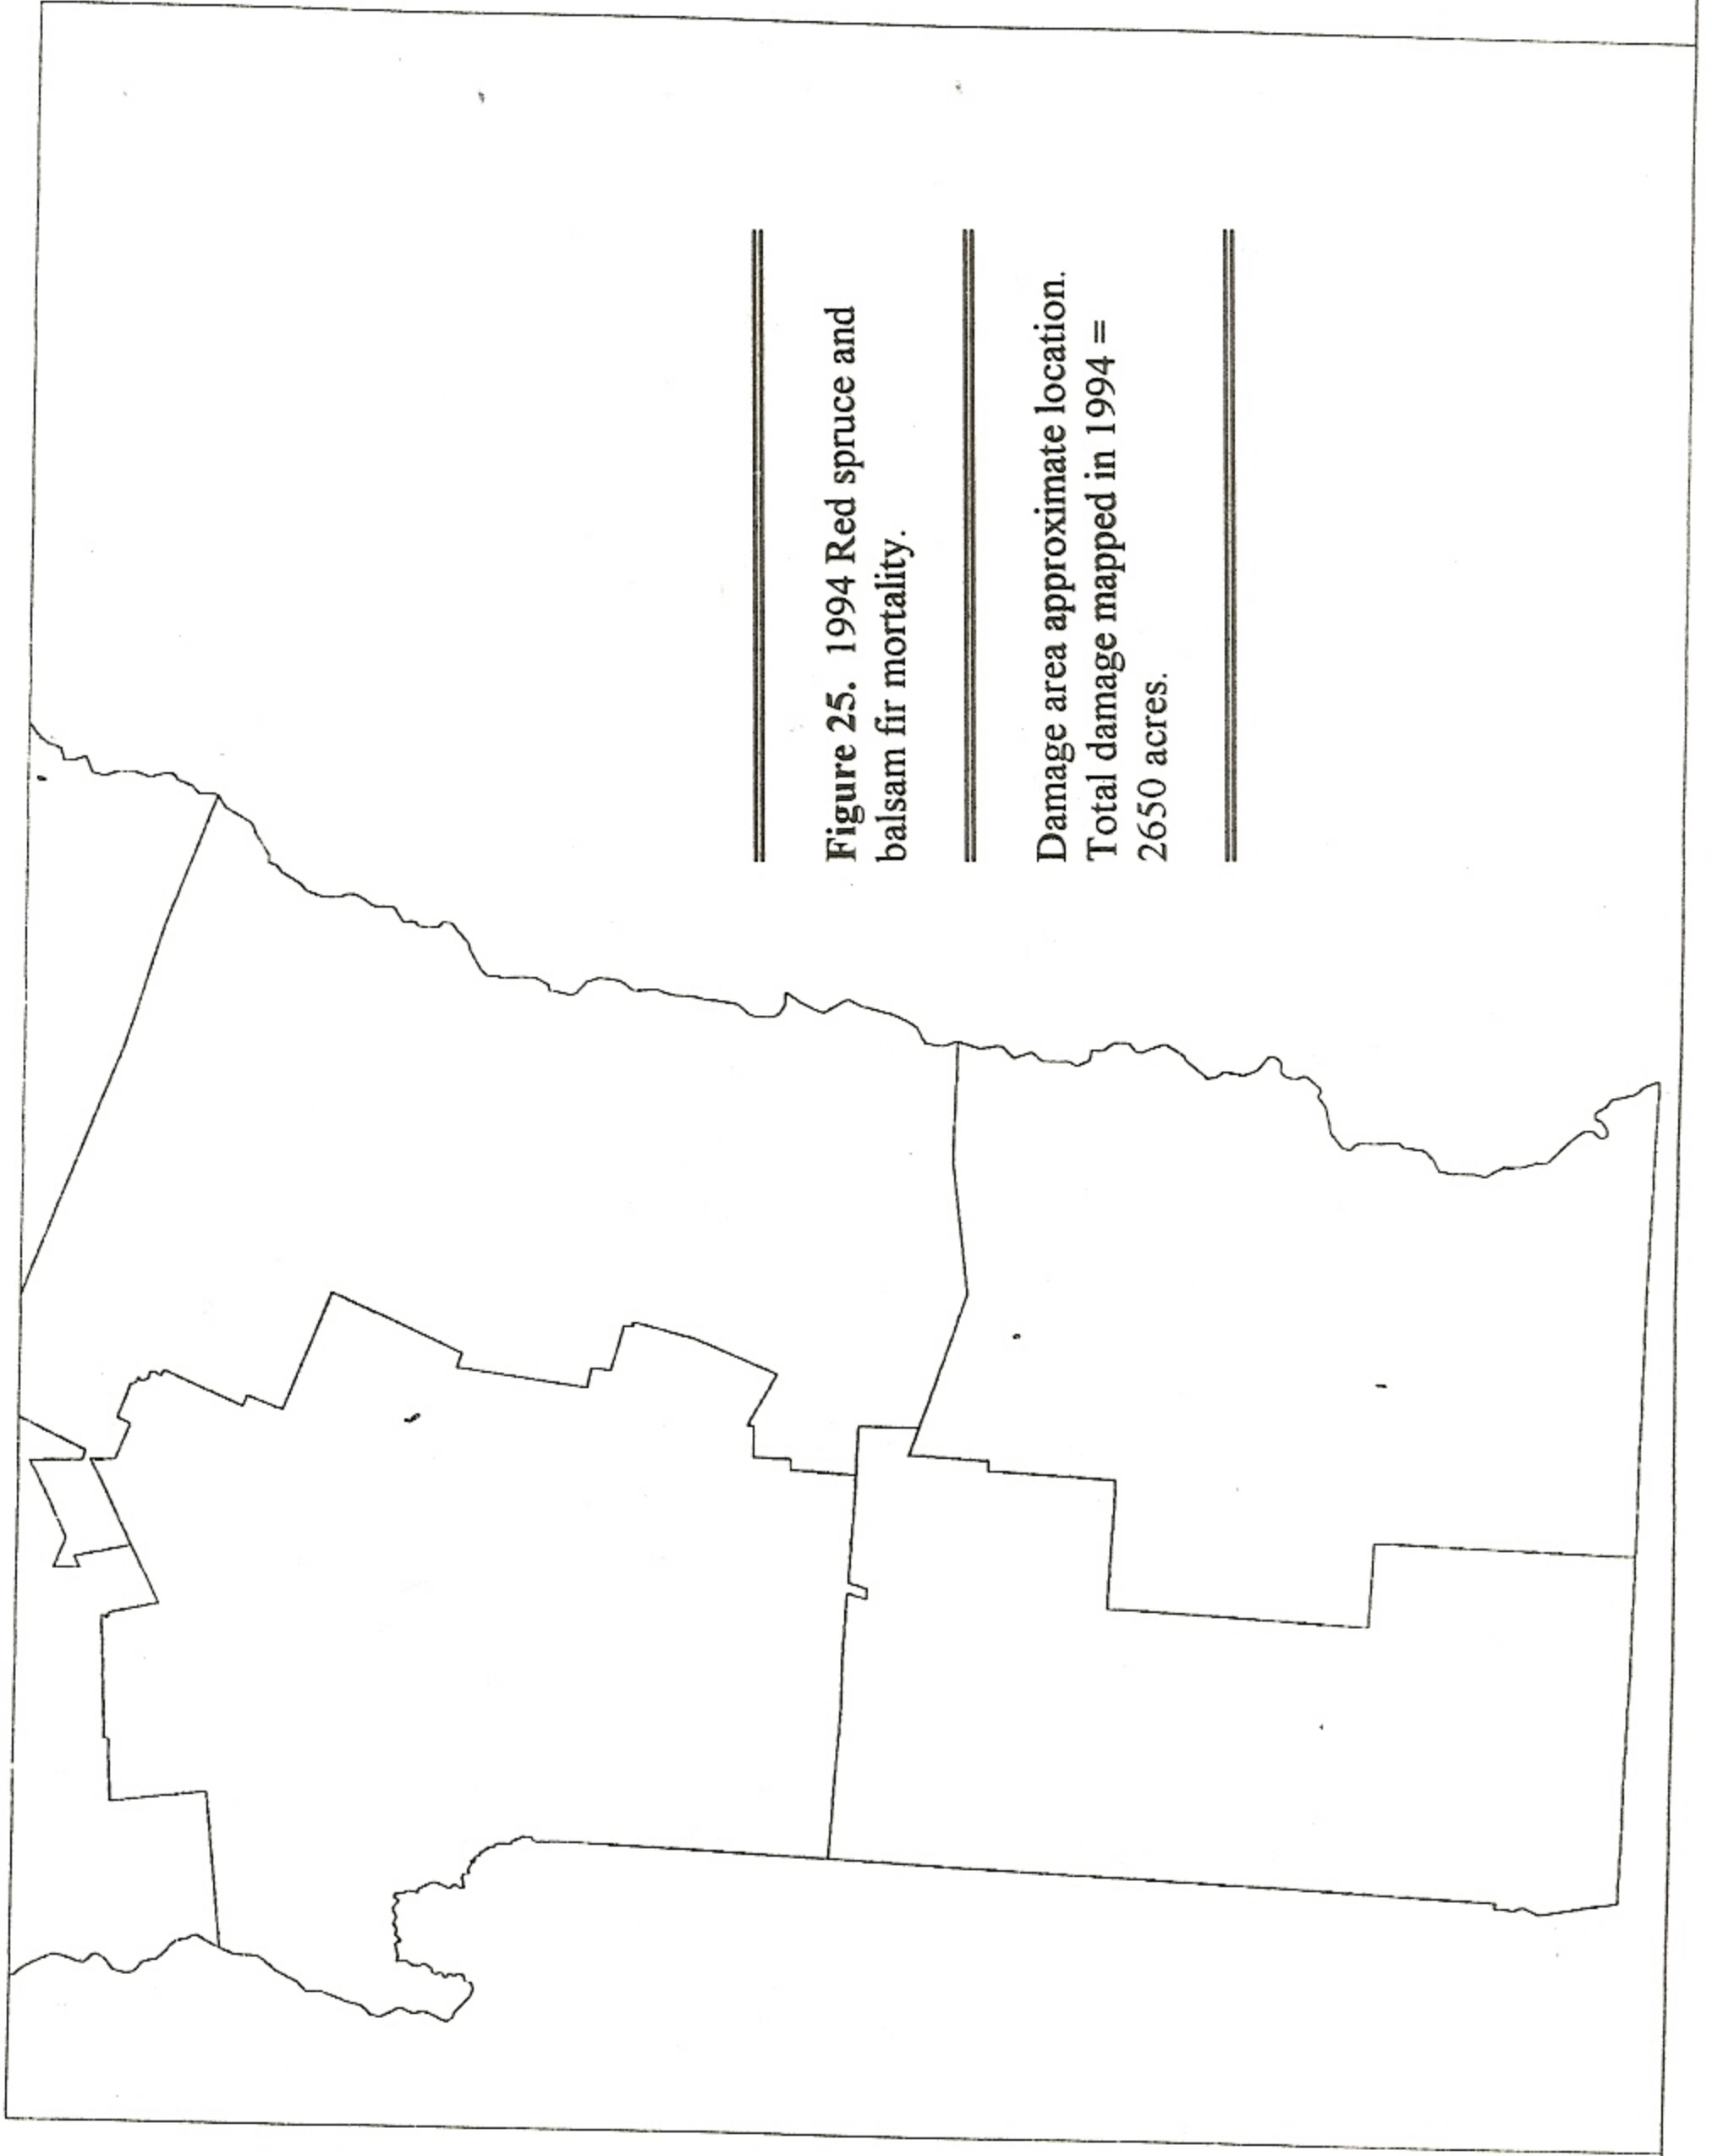 Figure 25. 1994 Red spruce and
balsam fir mortality.
Damage area approximate location.
Total damage mapped in 1994 =
2650 acres.